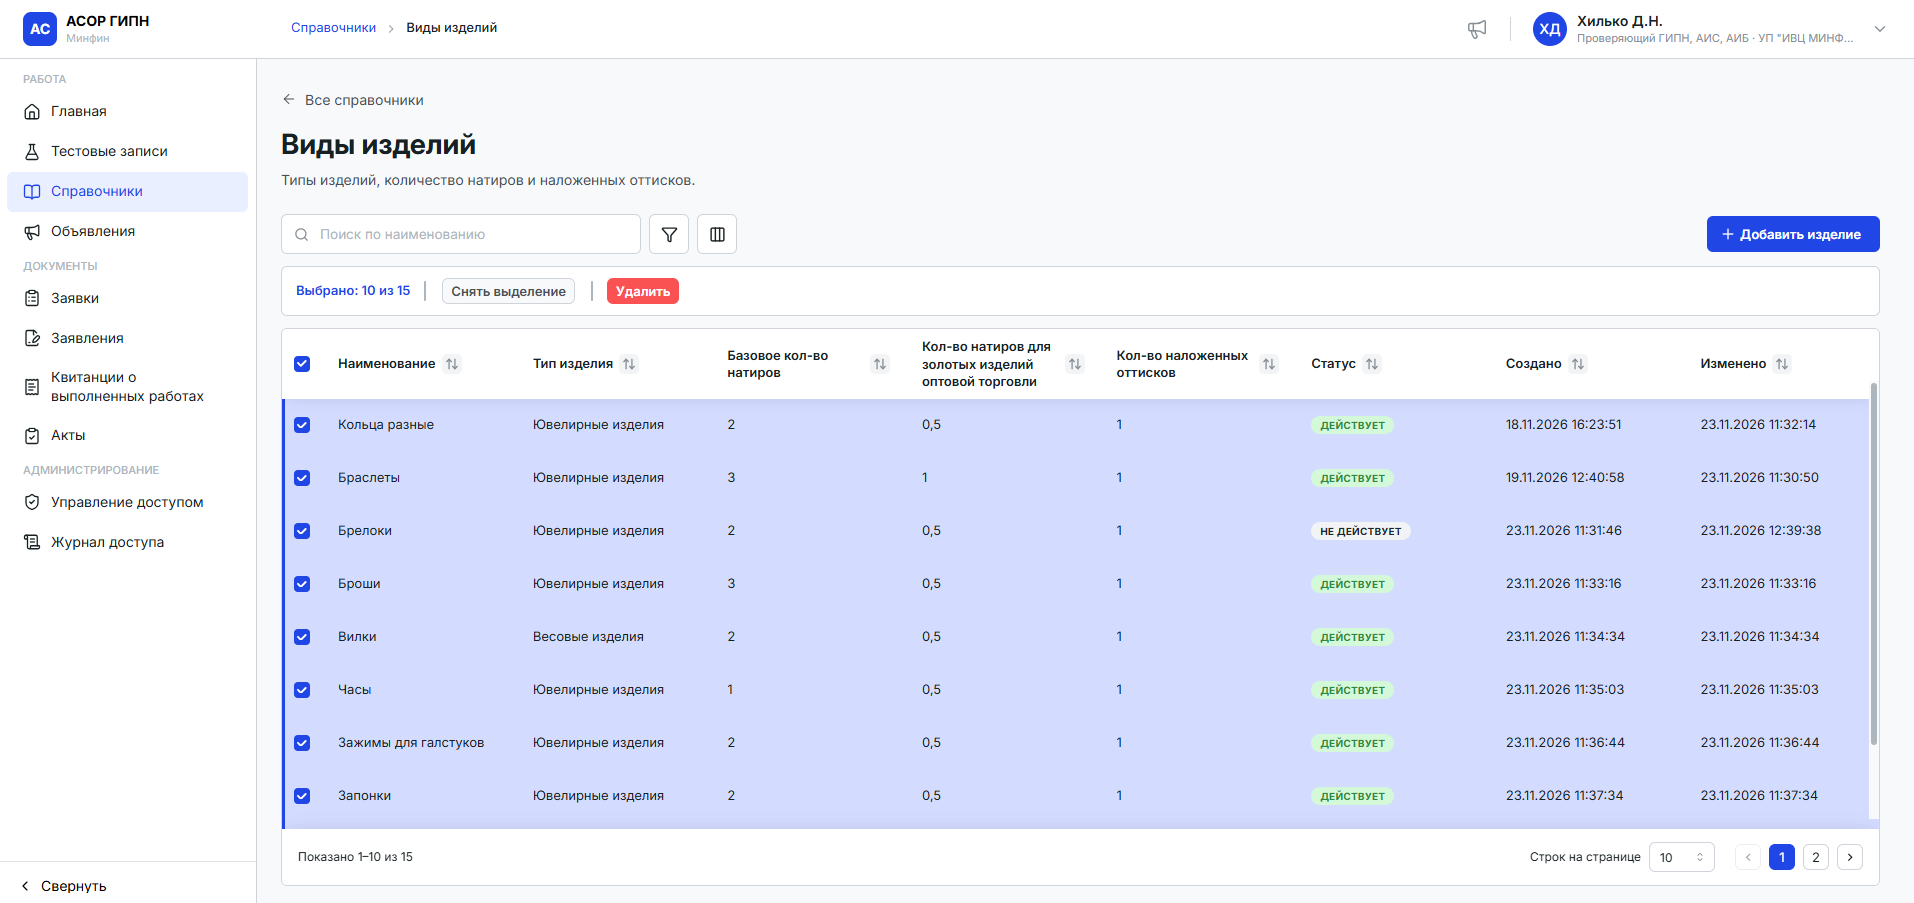 АС
АСОР ГИПН
Минфин
Справочники
Виды изделий
ХД
Хилько Д.Н.
Проверяющий ГИПН, АИС, АИБ · УП "ИВЦ МИНФ...
РАБОТА
Главная
Тестовые записи
Справочники
Объявления
ДОКУМЕНТЫ
Заявки
Заявления
Квитанции о
выполненных работах
Акты
АДМИНИСТРИРОВАНИЕ
Управление доступом
Журнал доступа
Свернуть
Все справочники
Виды изделий
Типы изделий, количество натиров и наложенных оттисков.
Поиск по наименованию
+ Добавить изделие
Выбрано: 10 из 15
Снять выделение
Удалить
Наименование
Тип изделия
Базовое кол-во
натиров
Кол-во натиров для
золотых изделий
оптовой торговли
Кол-во наложенных
оттисков
Статус
Создано
Изменено
Кольца разные Ювелирные изделия 2 0,5 1 ДЕЙСТВУЕТ 18.11.2026 16:23:51 23.11.2026 11:32:14
Браслеты Ювелирные изделия 3 1 1 ДЕЙСТВУЕТ 19.11.2026 12:40:58 23.11.2026 11:30:50
Брелоки Ювелирные изделия 2 0,5 1 НЕ ДЕЙСТВУЕТ 23.11.2026 11:31:46 23.11.2026 12:39:38
Броши Ювелирные изделия 3 0,5 1 ДЕЙСТВУЕТ 23.11.2026 11:33:16 23.11.2026 11:33:16
Вилки Весовые изделия 2 0,5 1 ДЕЙСТВУЕТ 23.11.2026 11:34:34 23.11.2026 11:34:34
Часы Ювелирные изделия 1 0,5 1 ДЕЙСТВУЕТ 23.11.2026 11:35:03 23.11.2026 11:35:03
Зажимы для галстуков Ювелирные изделия 2 0,5 1 ДЕЙСТВУЕТ 23.11.2026 11:36:44 23.11.2026 11:36:44
Запонки Ювелирные изделия 2 0,5 1 ДЕЙСТВУЕТ 23.11.2026 11:37:34 23.11.2026 11:37:34
Показано 1–10 из 15
Строк на странице 10 1 2